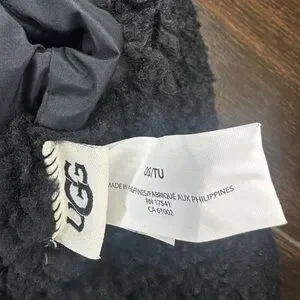 UGG
OS/TU
MADE IN PHILIPPINES/FABRIQUÉ AUX PHILIPPINES
RN 17541
CA 61002